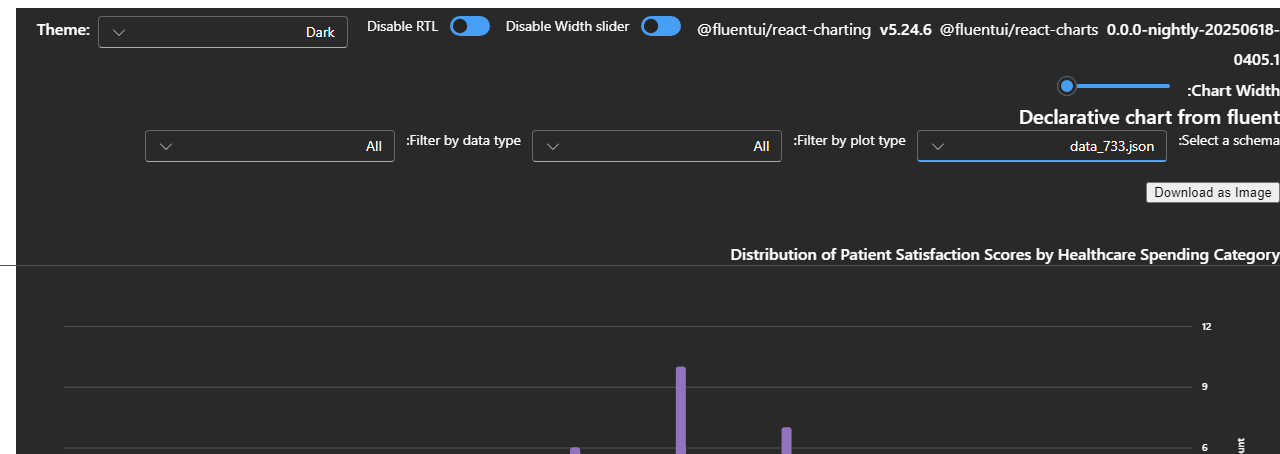 Theme:
Dark
Disable RTL
Disable Width slider
@fluentui/react-charting v5.24.6 @fluentui/react-charts 0.0.0-nightly-20250618-
0405.1
:Chart Width
Declarative chart from fluent
:Select a schema
data_733.json
:Filter by plot type
All
:Filter by data type
All
Download as Image
Distribution of Patient Satisfaction Scores by Healthcare Spending Category
12
9
6